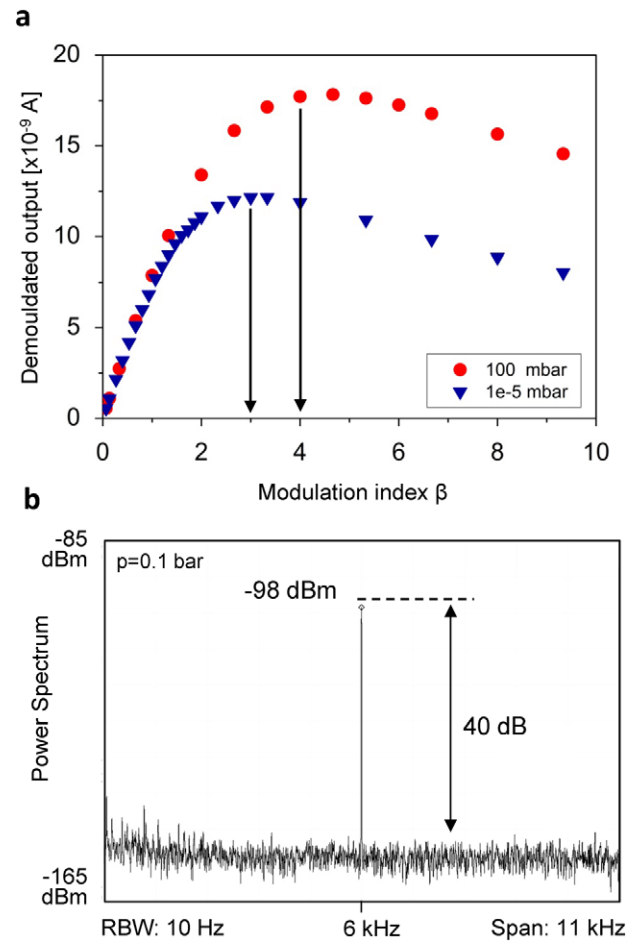 a
20
15
10
5
0
Demouldated output [x10⁻⁹ A]
100 mbar
1e-5 mbar
0 2 4 6 8 10
Modulation index β
b
-85
dBm
p=0.1 bar
-98 dBm
40 dB
Power Spectrum
-165
dBm
RBW: 10 Hz 6 kHz Span: 11 kHz